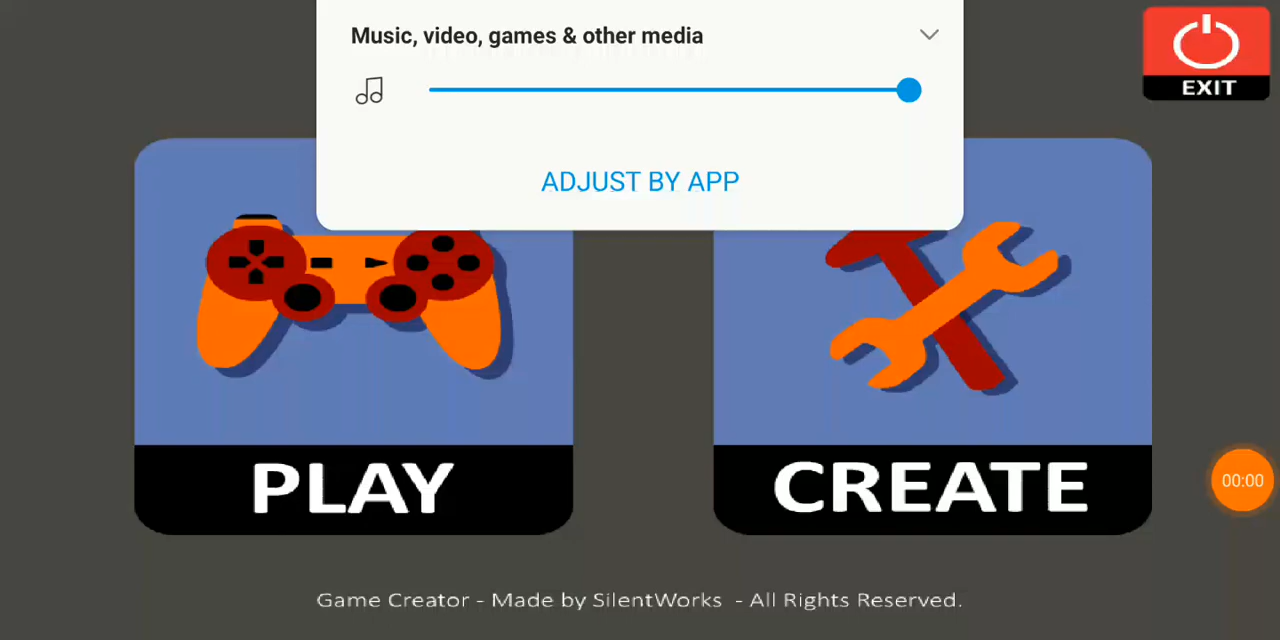 Music, video, games & other media
EXIT
ADJUST BY APP
PLAY
CREATE
00:00
Game Creator - Made by SilentWorks - All Rights Reserved.